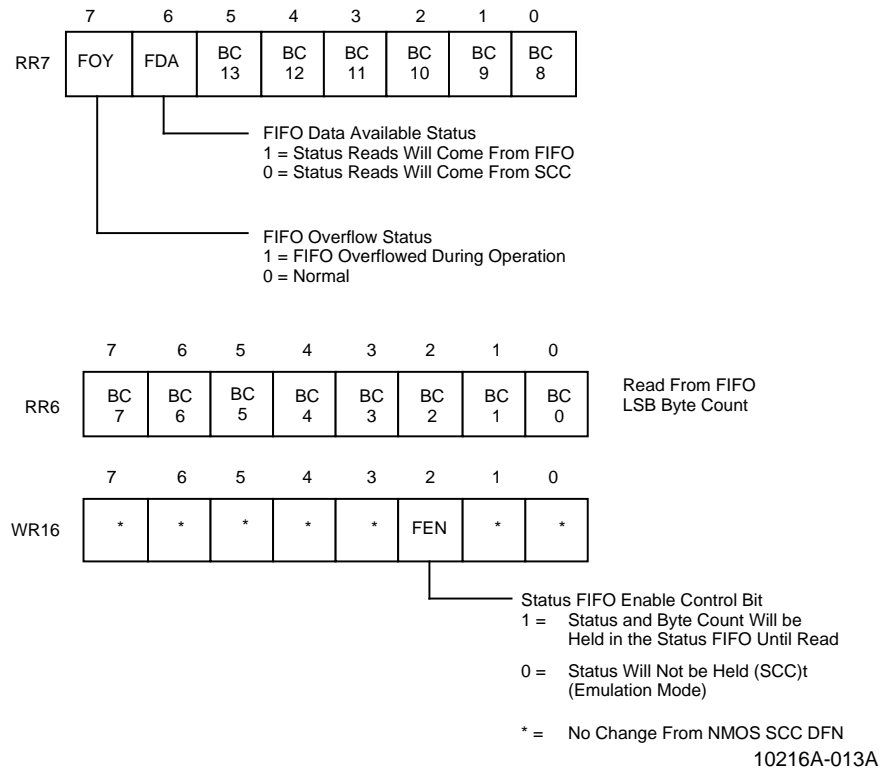 7 6 5 4 3 2 1 0
RR7 FOY FDA BC 13 BC 12 BC 11 BC 10 BC 9 BC 8
FIFO Data Available Status
1 = Status Reads Will Come From FIFO
0 = Status Reads Will Come From SCC
FIFO Overflow Status
1 = FIFO Overflowed During Operation
0 = Normal
7 6 5 4 3 2 1 0
RR6 BC 7 BC 6 BC 5 BC 4 BC 3 BC 2 BC 1 BC 0
Read From FIFO
LSB Byte Count
7 6 5 4 3 2 1 0
WR16 * * * * * FEN * *
Status FIFO Enable Control Bit
1 = Status and Byte Count Will be
Held in the Status FIFO Until Read
0 = Status Will Not be Held (SCC)t
(Emulation Mode)
* = No Change From NMOS SCC DFN
10216A-013A